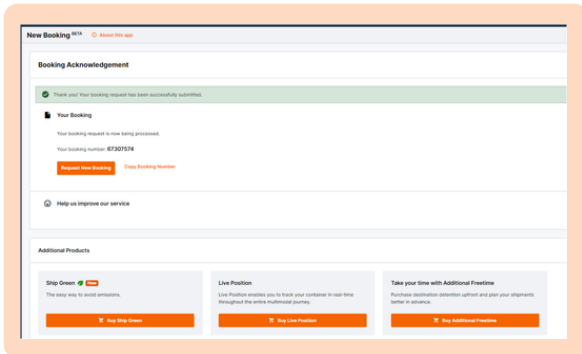 New Booking BETA About this app
Booking Acknowledgement
Thank you! Your booking request has been successfully submitted.
Your Booking
Your booking request is now being processed.
Your booking number: 67307574
Request New Booking Copy Booking Number
Help us improve our service
Additional Products
Ship Green New
The easy way to avoid emissions.
Buy Ship Green
Live Position
Live Position enables you to track your container in real-time
throughout the entire multimodal journey.
Buy Live Position
Take your time with Additional Freetime
Purchase destination detention upfront and plan your shipments
better in advance.
Buy Additional Freetime